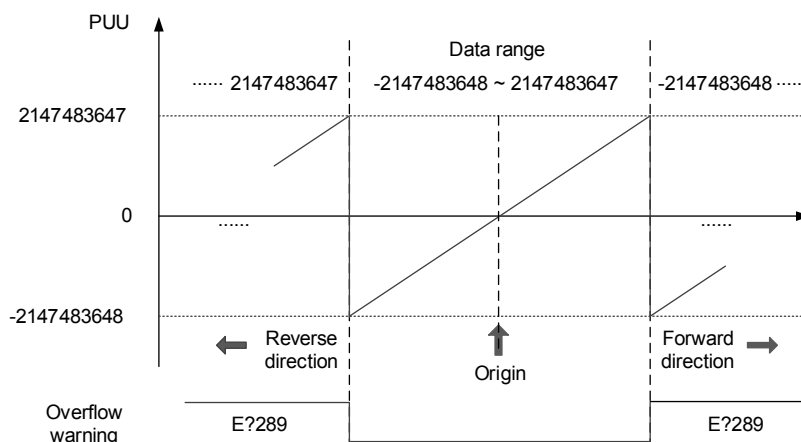 PUU
Data range
...... 2147483647
-2147483648 ~ 2147483647
-2147483648 ......
2147483647
0
......
......
-2147483648
Reverse
direction
Origin
Forward
direction
Overflow
warning
E?289
E?289